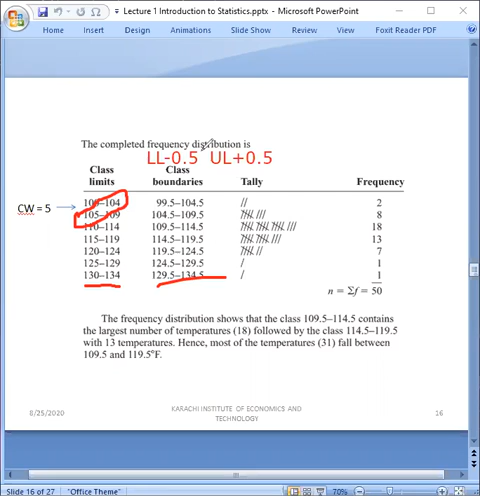 Lecture 1 Introduction to Statistics.pptx - Microsoft PowerPoint
Home Insert Design Animations Slide Show Review View Foxit Reader PDF
The completed frequency distribution is
LL-0.5 UL+0.5
Class limits Class boundaries Tally Frequency
CW = 5
100–104 99.5–104.5 // 2
105–109 104.5–109.5 //// /// 8
110–114 109.5–114.5 //// //// //// /// 18
115–119 114.5–119.5 //// //// /// 13
120–124 119.5–124.5 //// // 7
125–129 124.5–129.5 / 1
130–134 129.5–134.5 / 1
n = Σf = 50
The frequency distribution shows that the class 109.5–114.5 contains
the largest number of temperatures (18) followed by the class 114.5–119.5
with 13 temperatures. Hence, most of the temperatures (31) fall between
109.5 and 119.5°F.
8/25/2020
KARACHI INSTITUTE OF ECONOMICS AND
TECHNOLOGY
16
Slide 16 of 27 "Office Theme" 70%